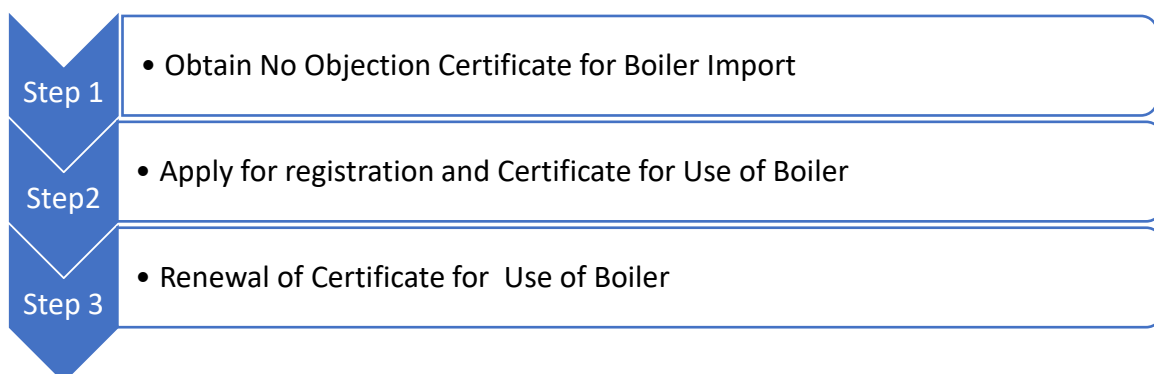 Step 1
• Obtain No Objection Certificate for Boiler Import
Step2
• Apply for registration and Certificate for Use of Boiler
Step 3
• Renewal of Certificate for  Use of Boiler